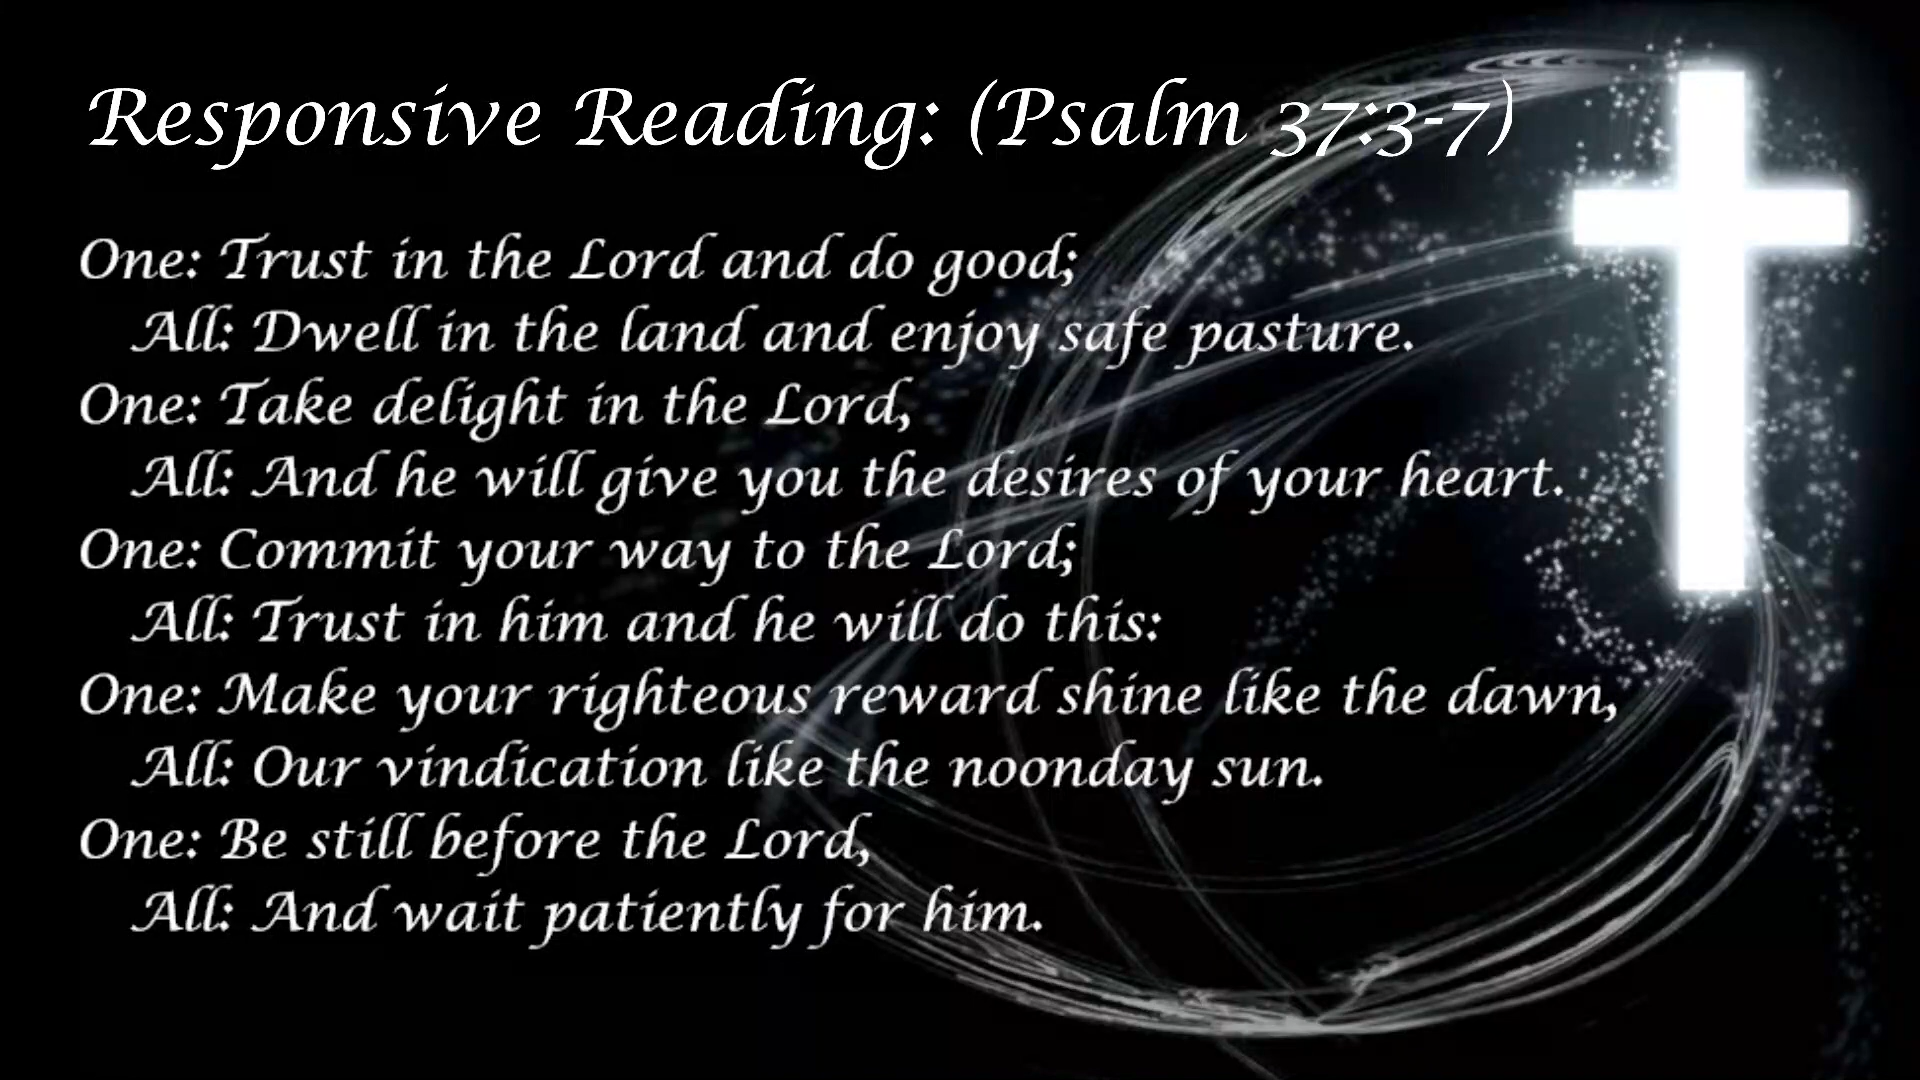 Responsive Reading: (Psalm 37:3-7)
One: Trust in the Lord and do good;
All: Dwell in the land and enjoy safe pasture.
One: Take delight in the Lord,
All: And he will give you the desires of your heart.
One: Commit your way to the Lord;
All: Trust in him and he will do this:
One: Make your righteous reward shine like the dawn,
All: Our vindication like the noonday sun.
One: Be still before the Lord,
All: And wait patiently for him.